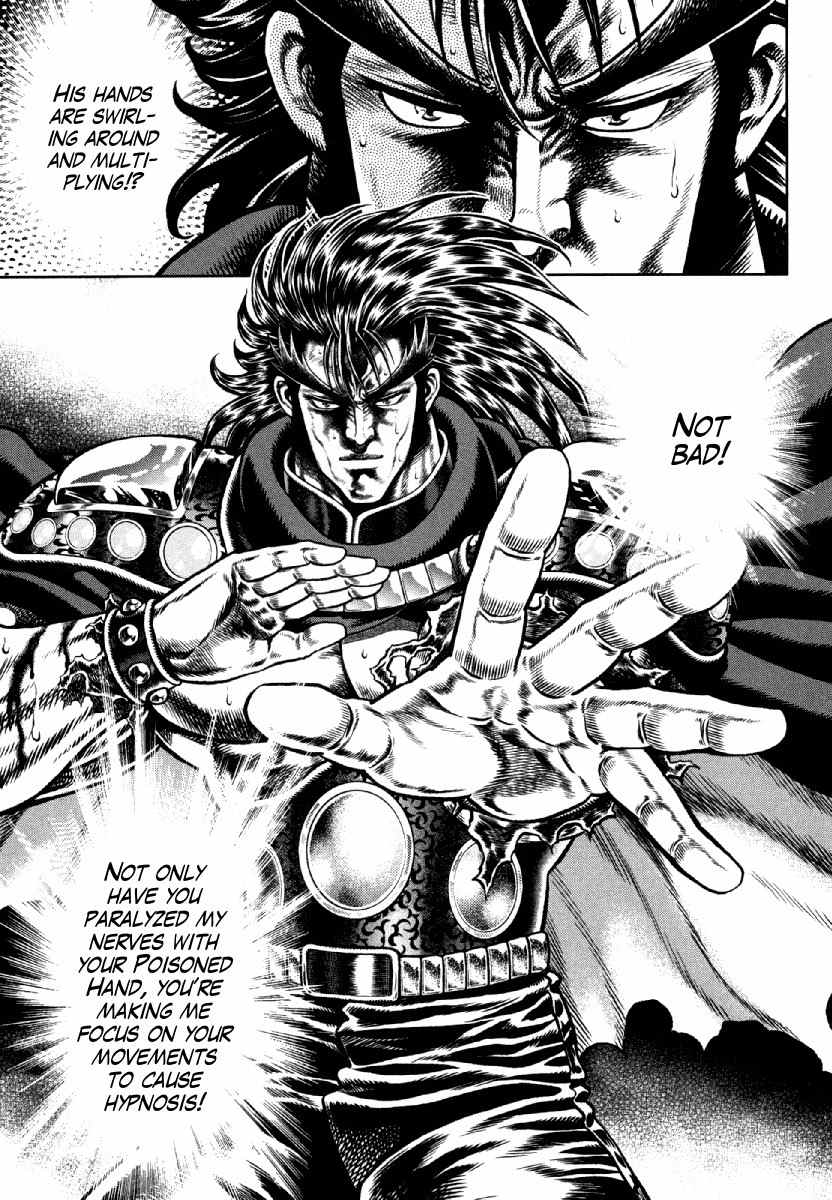 HIS HANDS
ARE SWIRL-
ING AROUND
AND MULTI-
PLYING!?
NOT
BAD!
NOT ONLY
HAVE YOU
PARALYZED MY
NERVES WITH
YOUR POISONED
HAND, YOU'RE
MAKING ME
FOCUS ON YOUR
MOVEMENTS
TO CAUSE
HYPNOSIS!